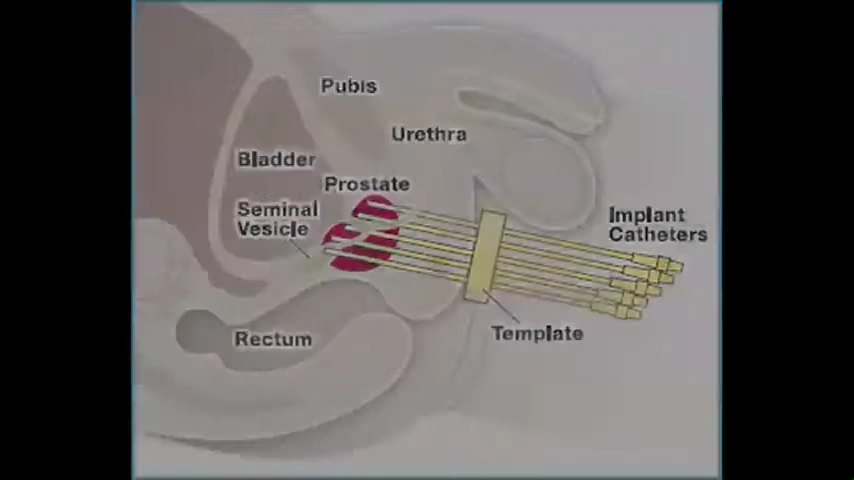 Pubis
Urethra
Bladder
Prostate
Seminal
Vesicle
Implant
Catheters
Template
Rectum